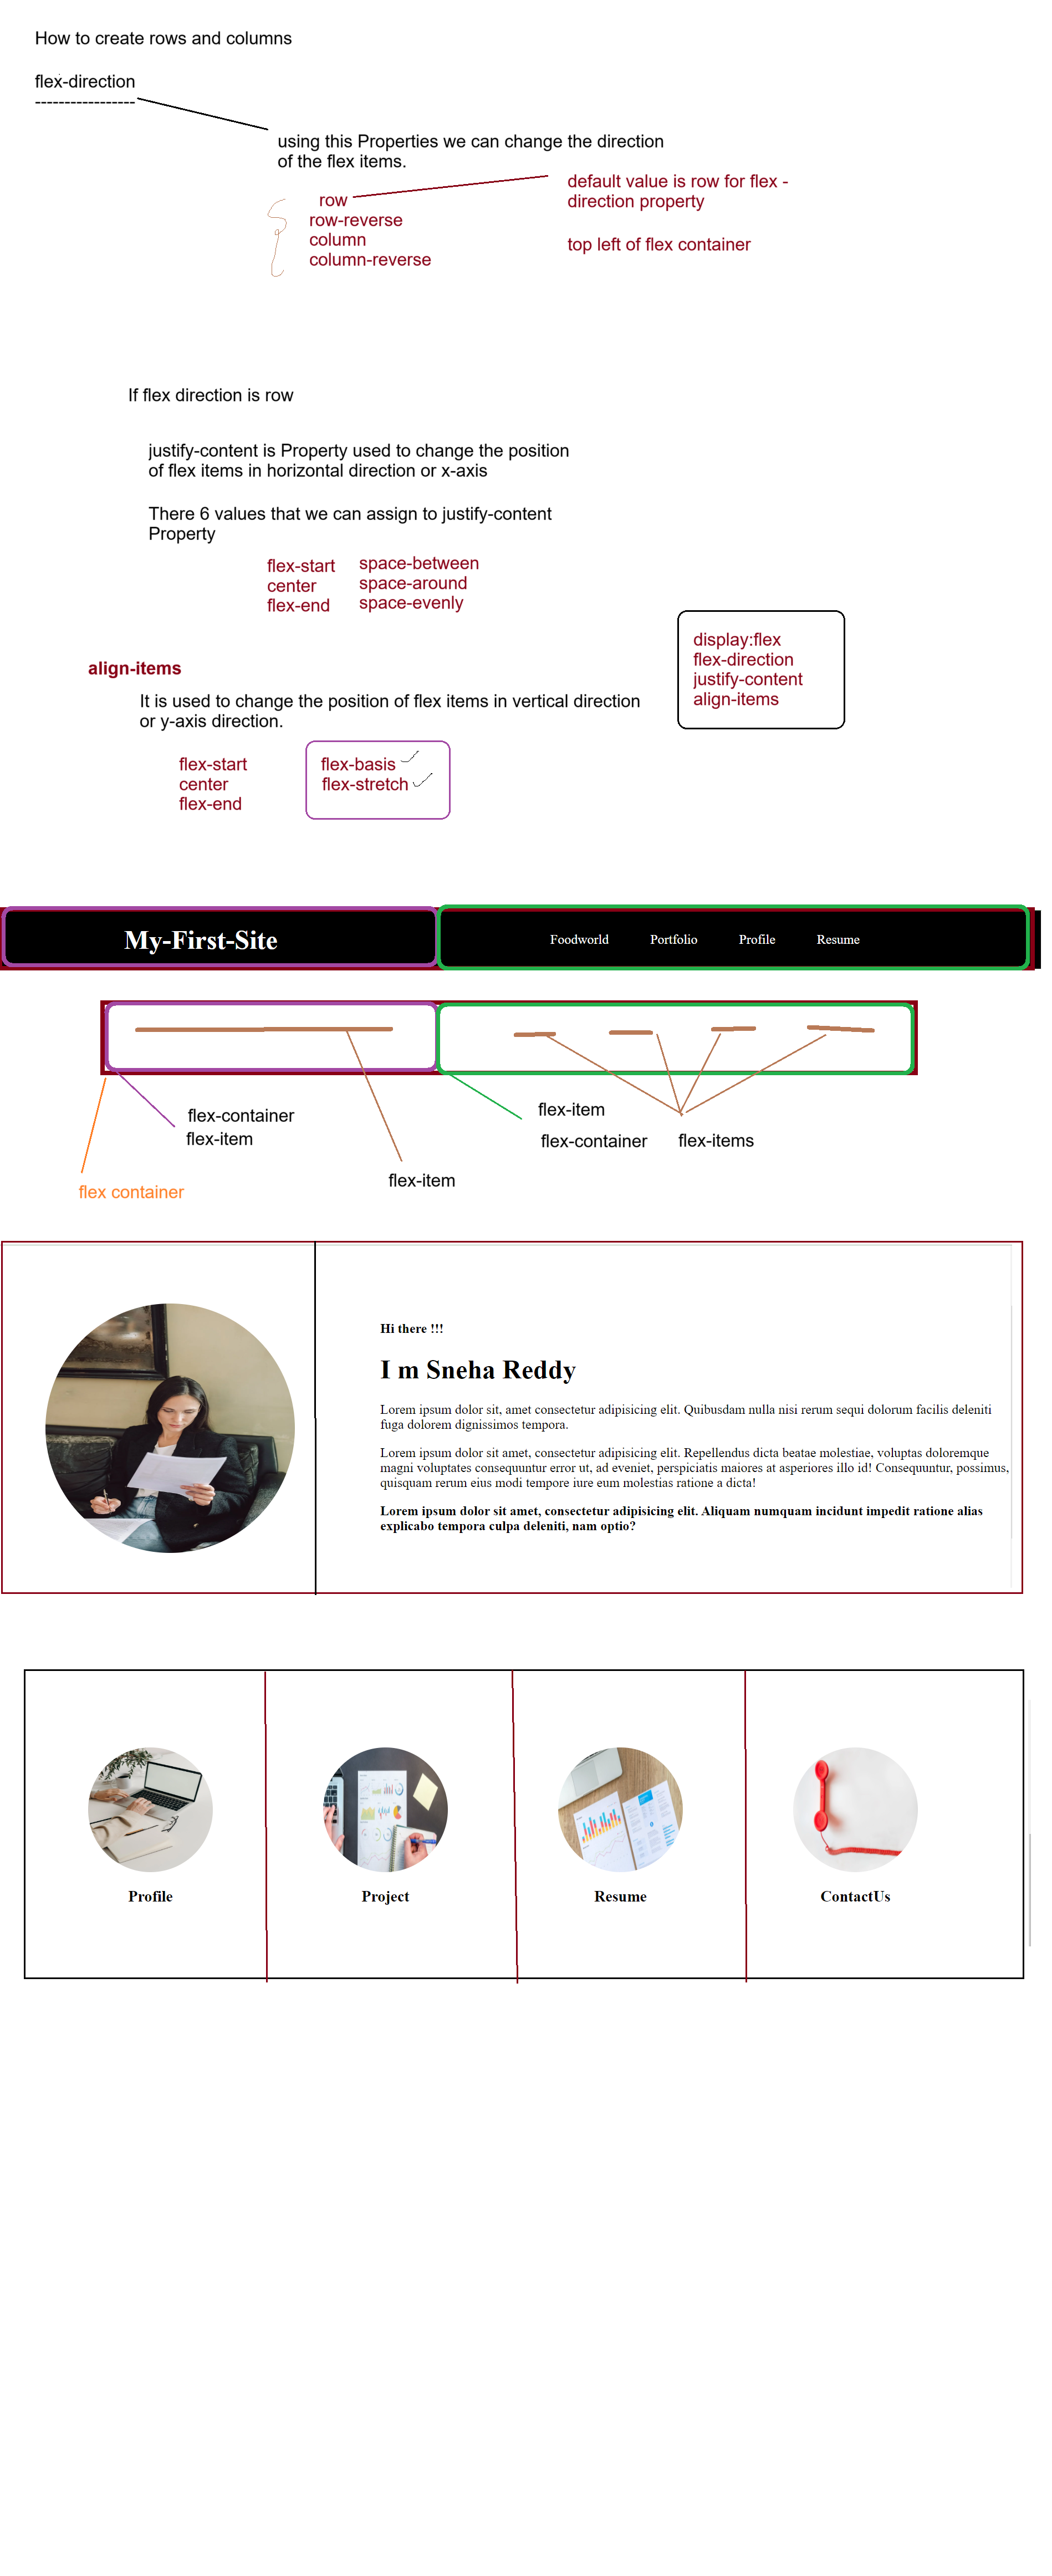 How to create rows and columns
flex-direction
-----------------
using this Properties we can change the direction
of the flex items.
row
row-reverse
column
column-reverse
default value is row for flex -
direction property
top left of flex container
If flex direction is row
justify-content is Property used to change the position
of flex items in horizontal direction or x-axis
There 6 values that we can assign to justify-content
Property
flex-start
center
flex-end
space-between
space-around
space-evenly
display:flex
flex-direction
justify-content
align-items
align-items
It is used to change the position of flex items in vertical direction
or y-axis direction.
flex-start
center
flex-end
flex-basis
flex-stretch
My-First-Site
Foodworld Portfolio Profile Resume
flex-container
flex-item
flex container
flex-item
flex-item
flex-container
flex-items
Hi there !!!
I m Sneha Reddy
Lorem ipsum dolor sit, amet consectetur adipisicing elit. Quibusdam nulla nisi rerum sequi dolorum facilis deleniti
fuga dolorem dignissimos tempora.
Lorem ipsum dolor sit amet, consectetur adipisicing elit. Repellendus dicta beatae molestiae, voluptas doloremque
magni voluptates consequuntur error ut, ad eveniet, perspiciatis maiores at asperiores illo id! Consequuntur, possimus,
quisquam rerum eius modi tempore iure eum molestias ratione a dicta!
Lorem ipsum dolor sit amet, consectetur adipisicing elit. Aliquam numquam incidunt impedit ratione alias
explicabo tempora culpa deleniti, nam optio?
Profile
Project
Resume
ContactUs